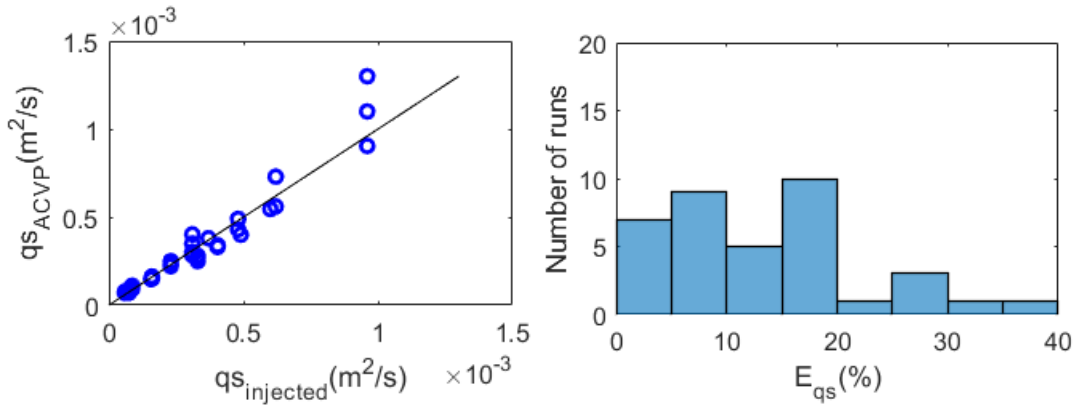 ×10⁻³
1.5
1
0.5
0
qs_ACVP(m²/s)
0 0.5 1 1.5
qs_injected(m²/s) ×10⁻³
20
15
10
5
0
Number of runs
0 10 20 30 40
E_qs(%)